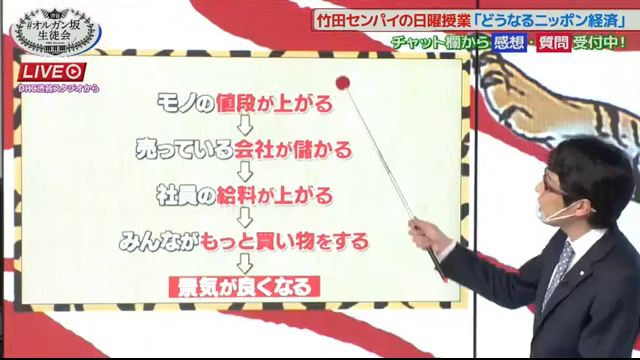 #オルガン坂
生徒会
竹田センパイの日曜授業「どうなるニッポン経済」
チャット欄から 感想・質問 受付中!
LIVE
DHC渋谷スタジオから
モノの値段が上がる
売っている会社が儲かる
社員の給料が上がる
みんながもっと買い物をする
景気が良くなる